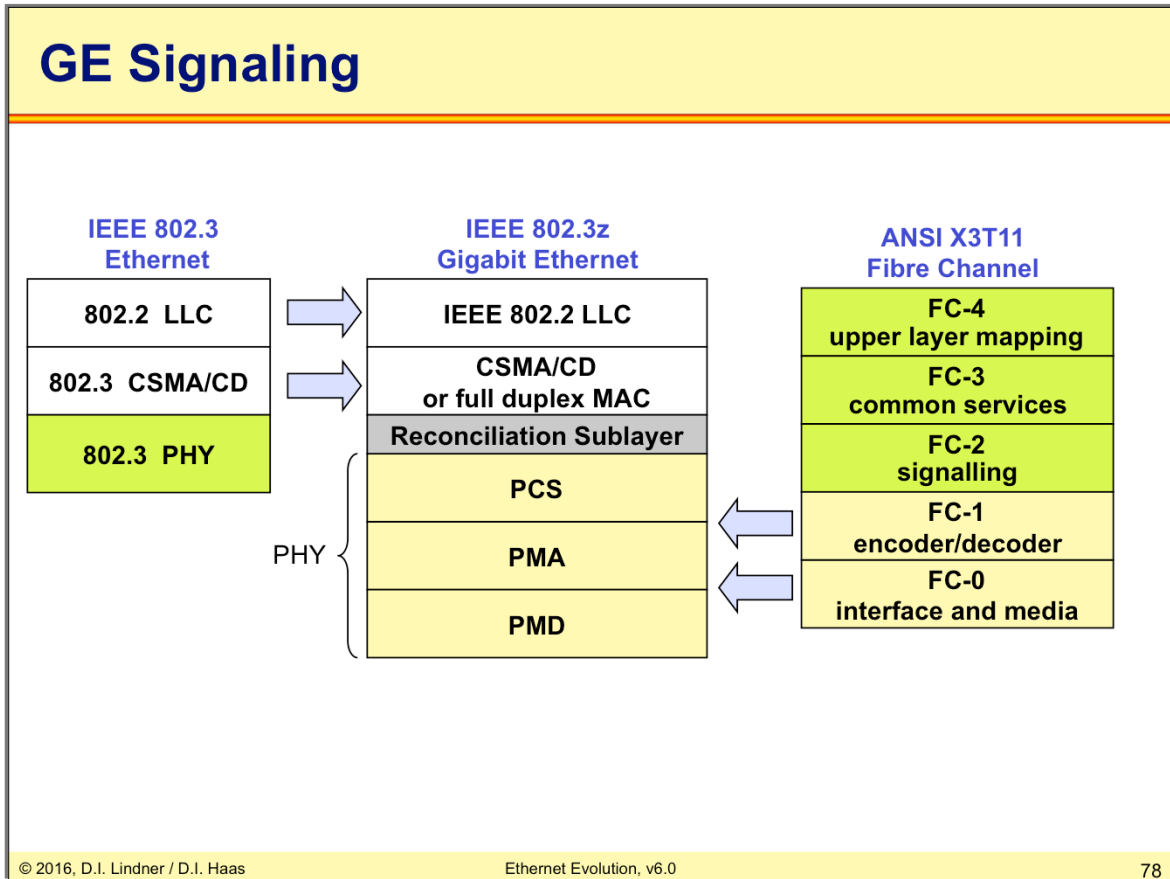 GE Signaling
IEEE 802.3
Ethernet
802.2 LLC
802.3 CSMA/CD
802.3 PHY
IEEE 802.3z
Gigabit Ethernet
IEEE 802.2 LLC
CSMA/CD
or full duplex MAC
Reconciliation Sublayer
PHY
PCS
PMA
PMD
ANSI X3T11
Fibre Channel
FC-4
upper layer mapping
FC-3
common services
FC-2
signalling
FC-1
encoder/decoder
FC-0
interface and media
© 2016, D.I. Lindner / D.I. Haas
Ethernet Evolution, v6.0
78